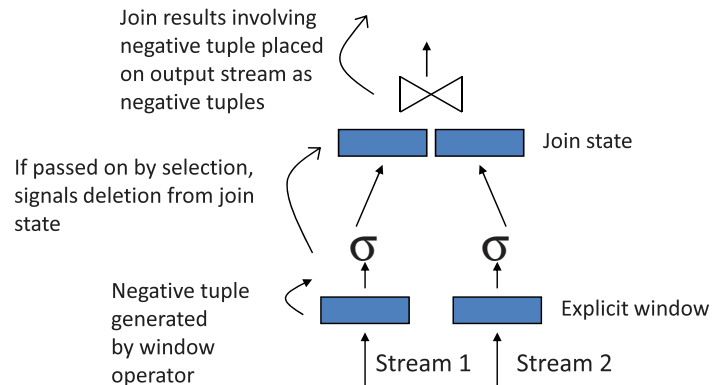 Join results involving
negative tuple placed
on output stream as
negative tuples
Join state
If passed on by selection,
signals deletion from join
state
σ
σ
Negative tuple
generated
by window
operator
Explicit window
Stream 1
Stream 2